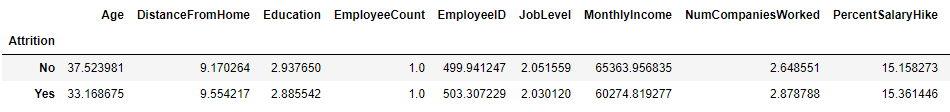 Age DistanceFromHome Education EmployeeCount EmployeeID JobLevel MonthlyIncome NumCompaniesWorked PercentSalaryHike
Attrition
No 37.523981 9.170264 2.937650 1.0 499.941247 2.051559 65363.956835 2.648551 15.158273
Yes 33.168675 9.554217 2.885542 1.0 503.307229 2.030120 60274.819277 2.878788 15.361446